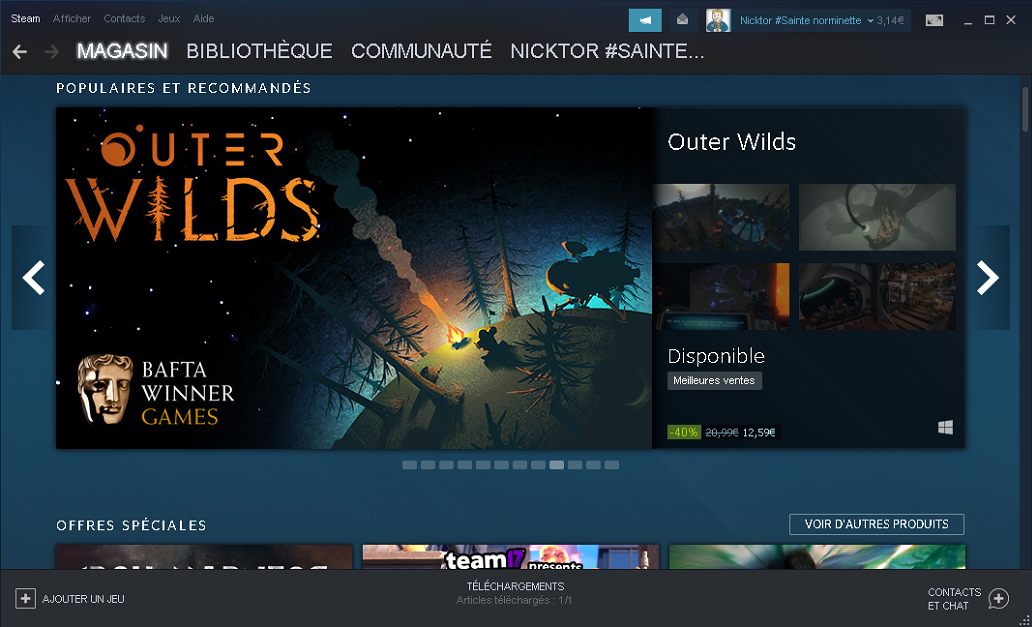 Steam Afficher Contacts Jeux Aide
Nicktor #Sainte norminette 3,14€
MAGASIN BIBLIOTHÈQUE COMMUNAUTÉ NICKTOR #SAINTE...
POPULAIRES ET RECOMMANDÉS
OUTER
WILDS
Outer Wilds
BAFTA
WINNER
GAMES
Disponible
Meilleures ventes
-40% 20,99€ 12,59€
OFFRES SPÉCIALES
VOIR D'AUTRES PRODUITS
team17
presents
AJOUTER UN JEU
TÉLÉCHARGEMENTS
Articles téléchargés : 1/1
CONTACTS
ET CHAT